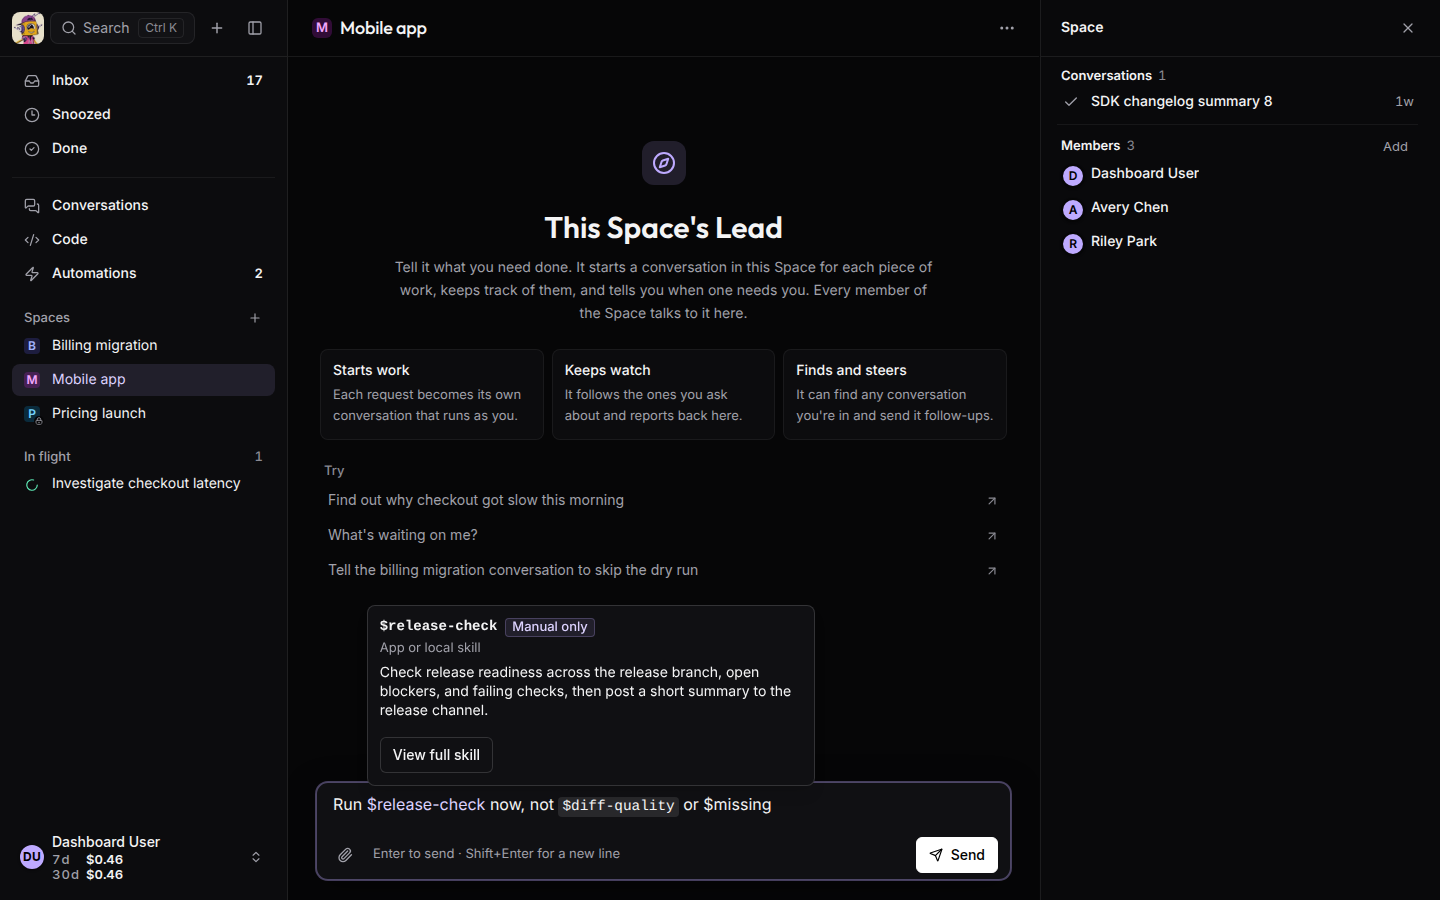 Search Ctrl K
Inbox 17
Snoozed
Done
Conversations
Code
Automations 2
Spaces
B Billing migration
M Mobile app
P Pricing launch
In flight 1
Investigate checkout latency
DU Dashboard User
7d $0.46
30d $0.46
M Mobile app
This Space's Lead
Tell it what you need done. It starts a conversation in this Space for each piece of
work, keeps track of them, and tells you when one needs you. Every member of
the Space talks to it here.
Starts work
Each request becomes its own
conversation that runs as you.
Keeps watch
It follows the ones you ask
about and reports back here.
Finds and steers
It can find any conversation
you're in and send it follow-ups.
Try
Find out why checkout got slow this morning
What's waiting on me?
Tell the billing migration conversation to skip the dry run
$release-check Manual only
App or local skill
Check release readiness across the release branch, open
blockers, and failing checks, then post a short summary to the
release channel.
View full skill
Run $release-check now, not $diff-quality or $missing
Enter to send · Shift+Enter for a new line
Send
Space
Conversations 1
SDK changelog summary 8 1w
Members 3 Add
D Dashboard User
A Avery Chen
R Riley Park